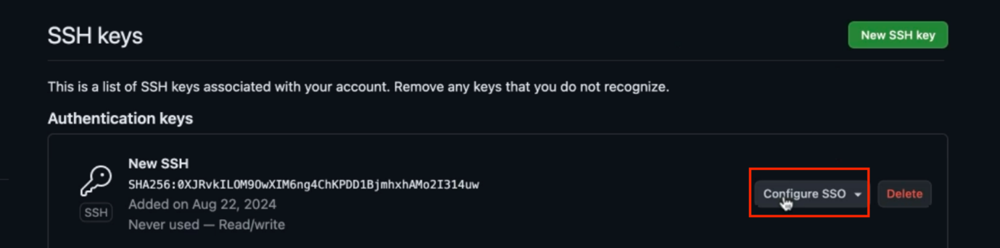 SSH keys
New SSH key
This is a list of SSH keys associated with your account. Remove any keys that you do not recognize.
Authentication keys
New SSH
SHA256:0XJRvkILOM9OwXIM6ng4ChKPDD1BjmhxhAMo2I314uw
Added on Aug 22, 2024
Never used — Read/write
SSH
Configure SSO
Delete